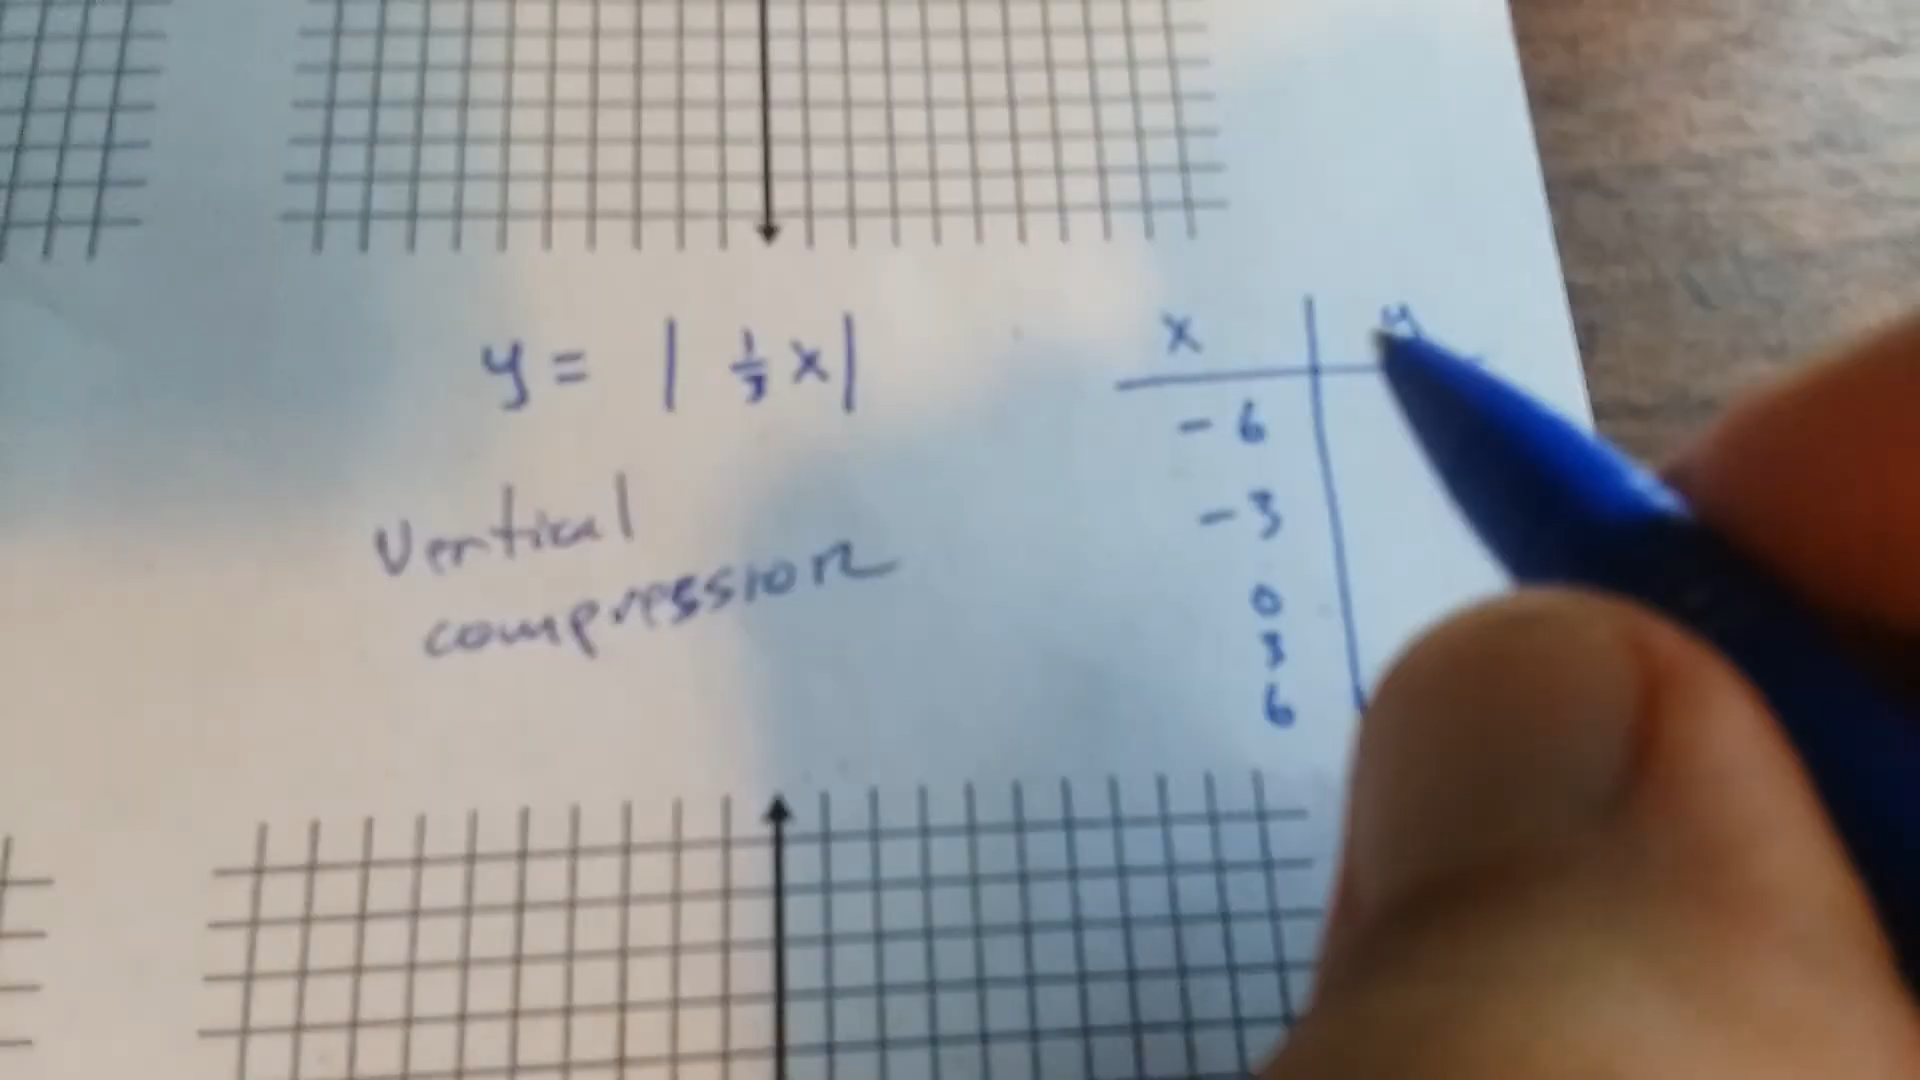 y = | 1/3 x |
Vertical
compression
x y
- 6
- 3
0
3
6